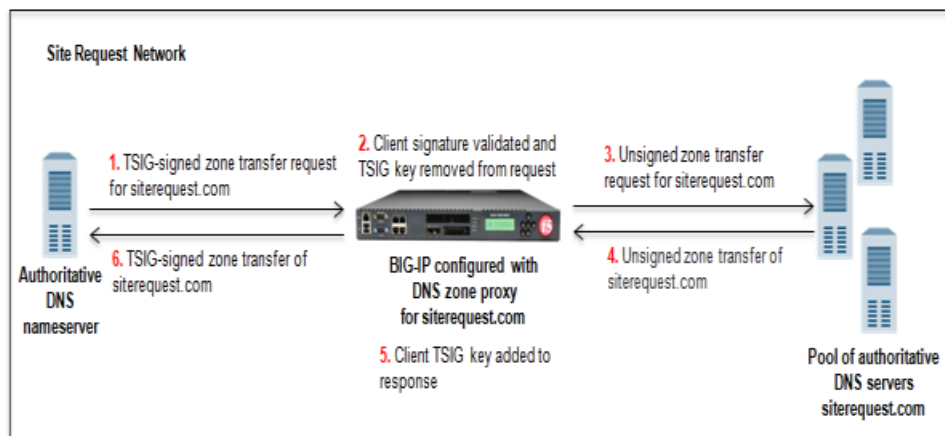 Site Request Network
1. TSIG-signed zone transfer request
for siterequest.com
2. Client signature validated and
TSIG key removed from request
3. Unsigned zone transfer
request for siterequest.com
6. TSIG-signed zone transfer of
siterequest.com
4. Unsigned zone transfer of
siterequest.com
Authoritative
DNS
nameserver
BIG-IP configured with
DNS zone proxy
for siterequest.com
5. Client TSIG key added to
response
Pool of authoritative
DNS servers
siterequest.com